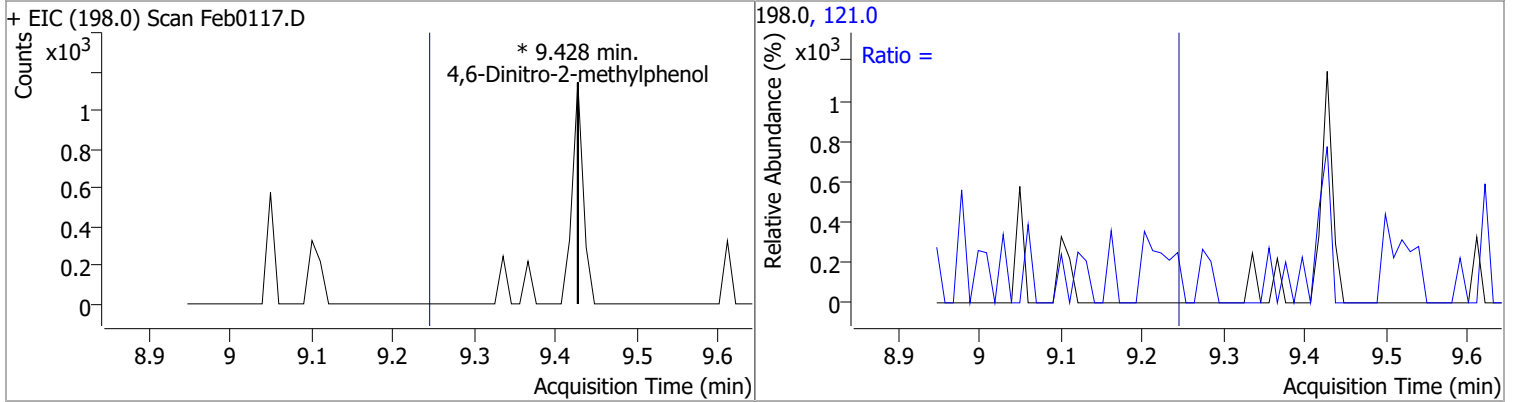 + EIC (198.0) Scan Feb0117.D
Counts
x10³
* 9.428 min.
4,6-Dinitro-2-methylphenol
1
0.8
0.6
0.4
0.2
0
8.9 9 9.1 9.2 9.3 9.4 9.5 9.6
Acquisition Time (min)
198.0, 121.0
Relative Abundance (%)
x10³
Ratio =
1
0.8
0.6
0.4
0.2
0
8.9 9 9.1 9.2 9.3 9.4 9.5 9.6
Acquisition Time (min)